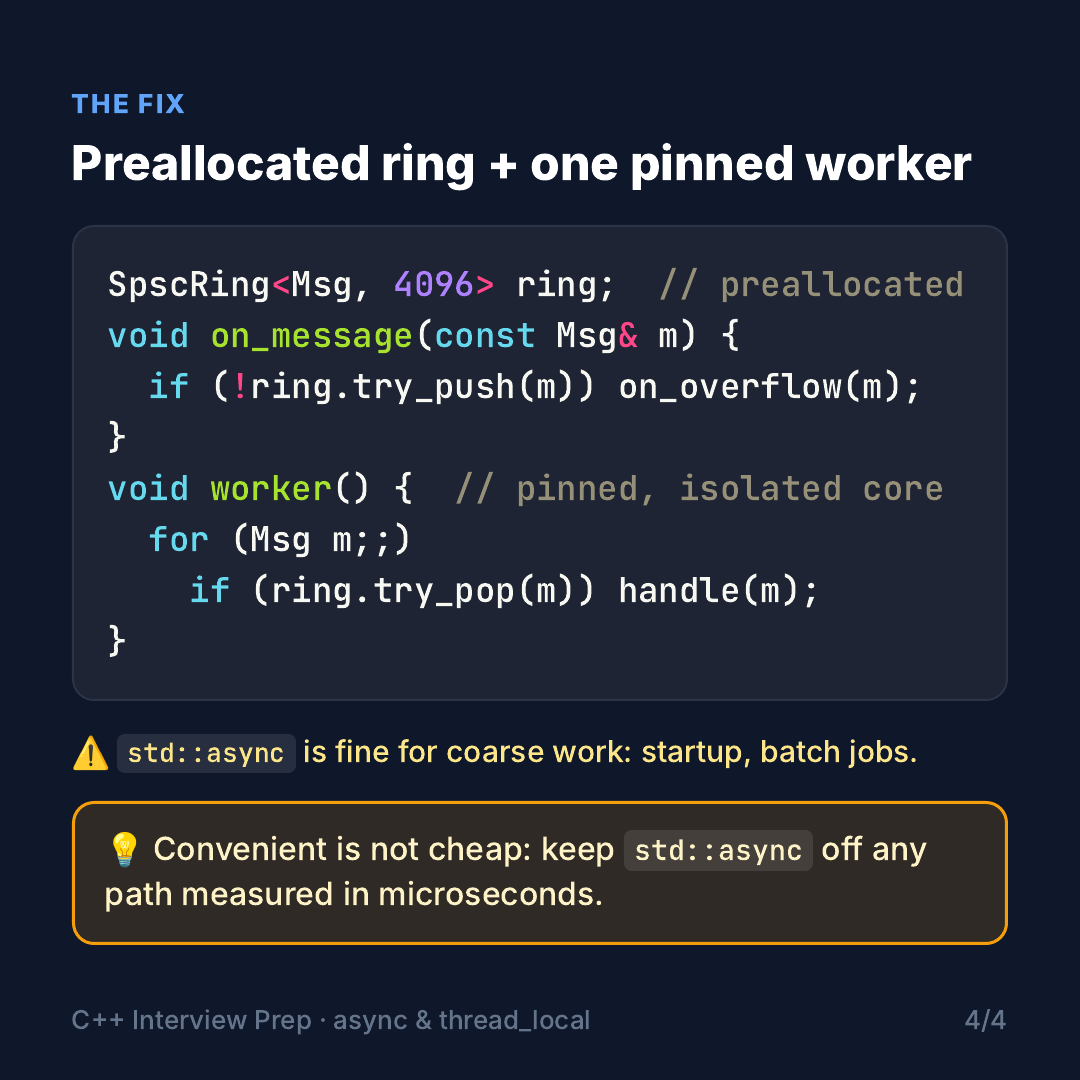 THE FIX
Preallocated ring + one pinned worker
SpscRing<Msg, 4096> ring;  // preallocated
void on_message(const Msg& m) {
  if (!ring.try_push(m)) on_overflow(m);
}
void worker() {  // pinned, isolated core
  for (Msg m;;)
    if (ring.try_pop(m)) handle(m);
}
⚠️ std::async is fine for coarse work: startup, batch jobs.
💡 Convenient is not cheap: keep std::async off any
path measured in microseconds.
C++ Interview Prep · async & thread_local
4/4